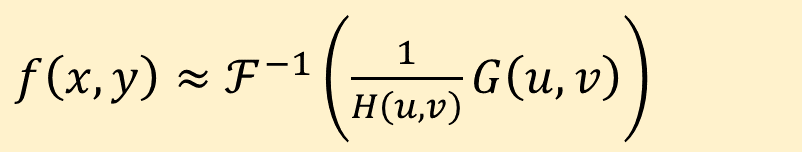 f(x, y) ≈ ℱ⁻¹ (1/H(u,v) G(u, v))